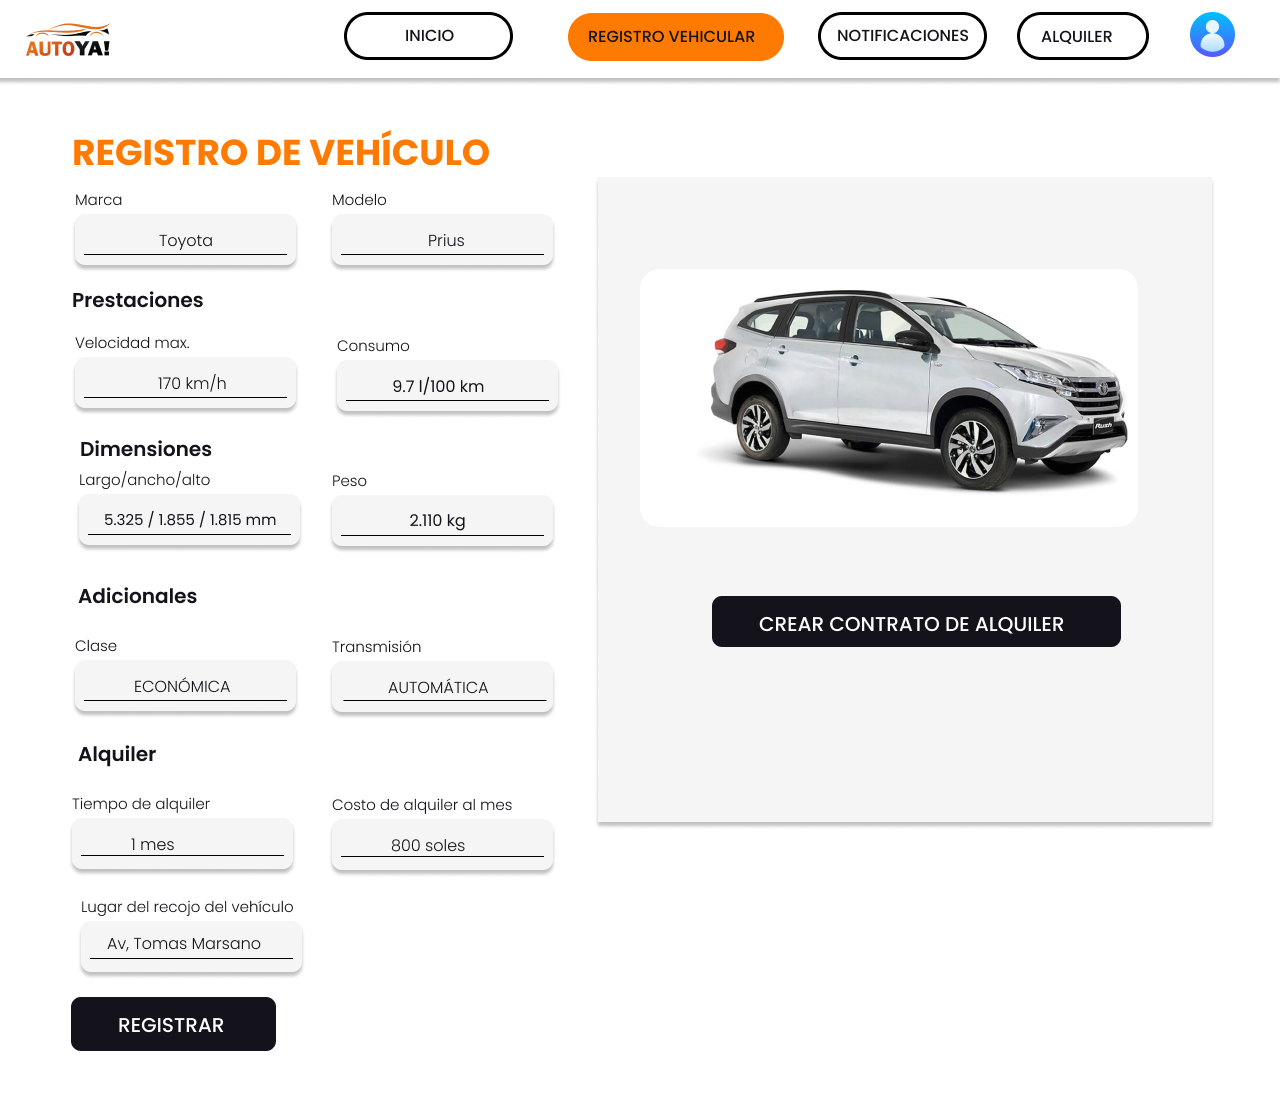 AUTOYA!
INICIO
REGISTRO VEHICULAR
NOTIFICACIONES
ALQUILER
REGISTRO DE VEHÍCULO
Marca
Modelo
Toyota
Prius
Prestaciones
Velocidad max.
Consumo
170 km/h
9.7 l/100 km
Dimensiones
Largo/ancho/alto
Peso
5.325 / 1.855 / 1.815 mm
2.110 kg
Adicionales
Clase
Transmisión
ECONÓMICA
AUTOMÁTICA
Alquiler
Tiempo de alquiler
Costo de alquiler al mes
1 mes
800 soles
Lugar del recojo del vehículo
Av, Tomas Marsano
REGISTRAR
Rush
CREAR CONTRATO DE ALQUILER